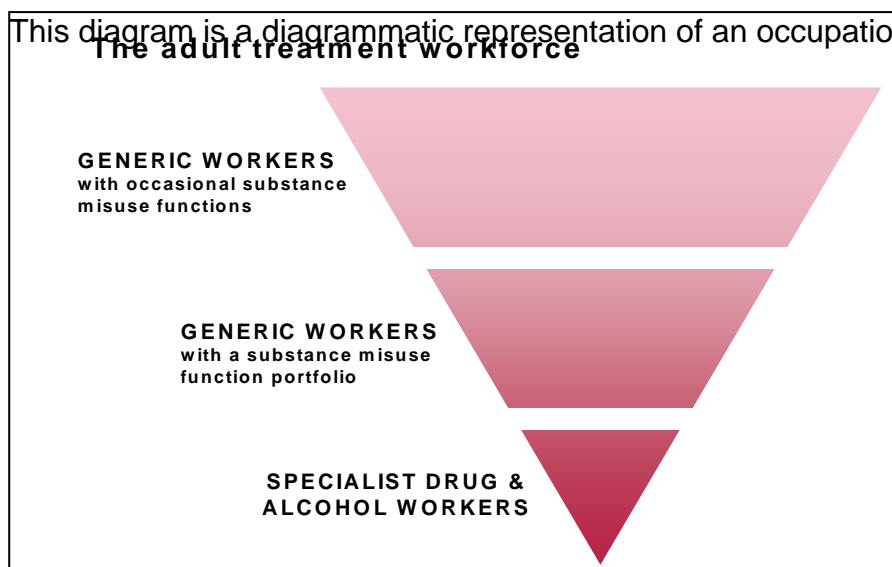 This diagram is a diagrammatic representation of an occupatio
The adult treatment workforce
GENERIC WORKERS
with occasional substance
misuse functions
GENERIC WORKERS
with a substance misuse
function portfolio
SPECIALIST DRUG &
ALCOHOL WORKERS